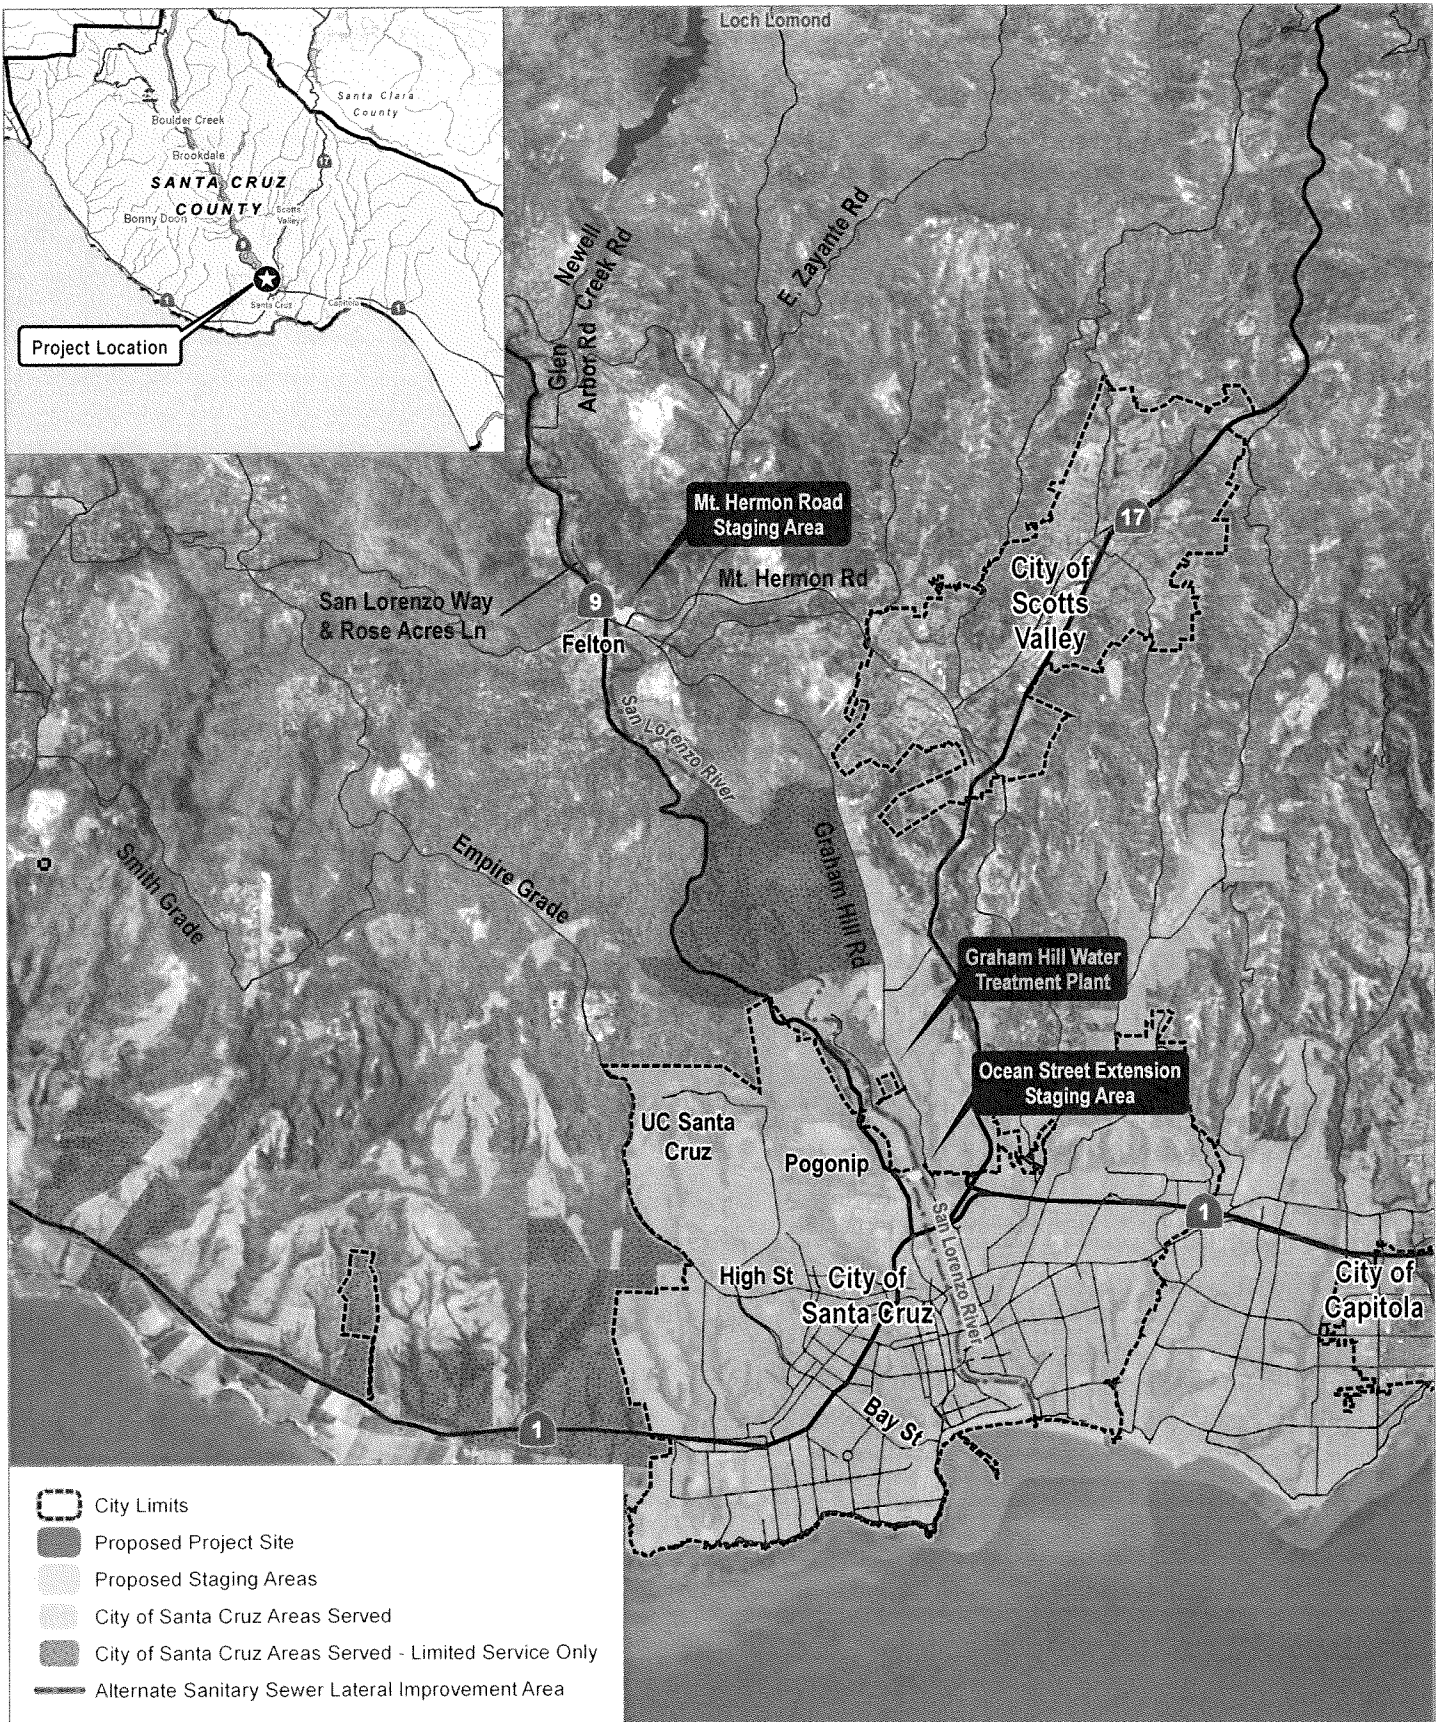 Loch Lomond
Santa Clara
County
Boulder Creek
Brookdale
17
SANTA CRUZ
COUNTY
Bonny Doon
Scotts
Valley
9
1
Santa Cruz
Capitola
1
Project Location
Newell
Creek Rd
Glen
Arbor Rd
E Zayante Rd
Mt. Hermon Road
Staging Area
17
Mt. Hermon Rd
City of
Scotts
Valley
San Lorenzo Way
& Rose Acres Ln
9
Felton
San Lorenzo River
Graham Hill Rd
Smith Grade
Empire Grade
Graham Hill Water
Treatment Plant
Ocean Street Extension
Staging Area
UC Santa
Cruz
Pogonip
San Lorenzo River
1
High St
City of
Santa Cruz
City of
Capitola
Bay St
1
City Limits
Proposed Project Site
Proposed Staging Areas
City of Santa Cruz Areas Served
City of Santa Cruz Areas Served - Limited Service Only
Alternate Sanitary Sewer Lateral Improvement Area